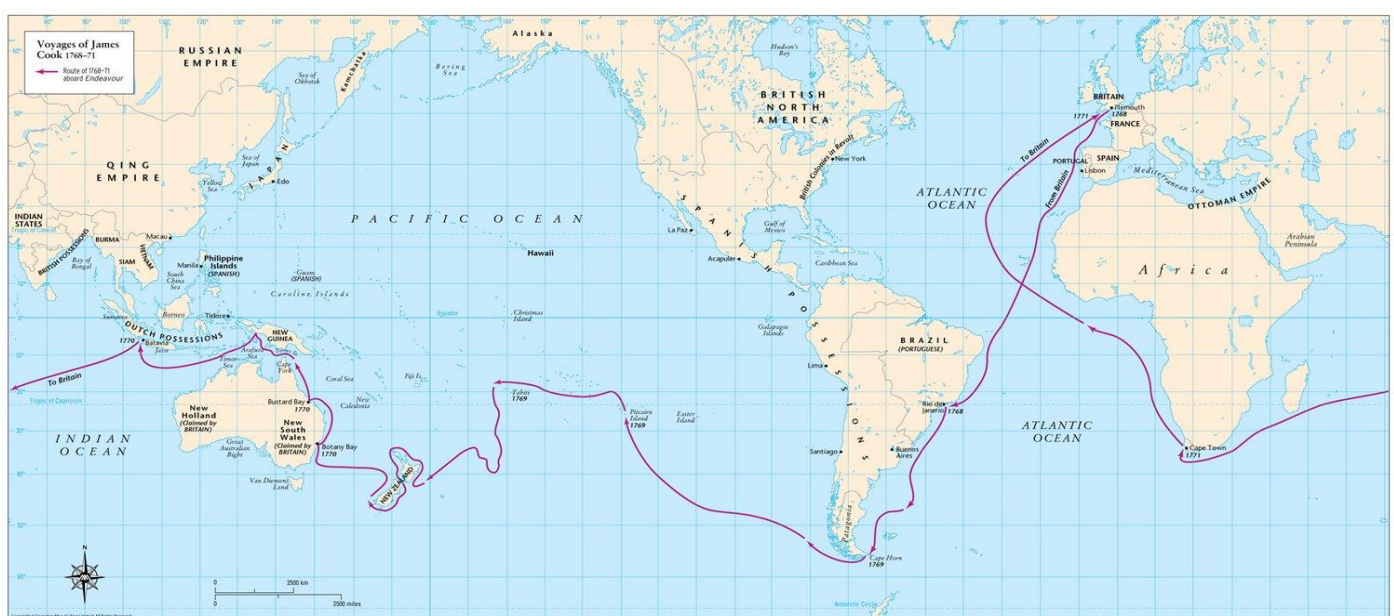 Voyages of James
Cook 1768–71
Route of 1768–71
aboard Endeavour
RUSSIAN
EMPIRE
Sea of
Okhotsk
Kamchatka
Bering
Sea
Alaska
Hudson's
Bay
BRITISH
NORTH
AMERICA
British Colonies in Revolt
New York
BRITAIN
Plymouth
1768
1771
FRANCE
To Britain
from Britain
PORTUGAL
SPAIN
Lisbon
Mediterranean Sea
OTTOMAN EMPIRE
ATLANTIC
OCEAN
Arabian
Peninsula
Africa
QING
EMPIRE
Sea of
Japan
JAPAN
Edo
Yellow
Sea
PACIFIC OCEAN
INDIAN
STATES
Tropic of Cancer
BRITISH POSSESSIONS
BURMA
Bay of
Bengal
SIAM
VIETNAM
Macau
Manila
Philippine
Islands
(SPANISH)
South
China
Sea
Guam
(SPANISH)
Caroline Islands
Hawaii
La Paz
Acapuler
SPANISH POSSESSIONS
Gulf of
Mexico
Caribbean Sea
Sumatra
Borneo
Tidore
DUTCH POSSESSIONS
1770
Batavia
Java
NEW
GUINEA
Arafura
Sea
Torres
Timor
Sea
Cape
York
Equator
Christmas
Island
Galapagos
Islands
Lima
BRAZIL
(PORTUGUESE)
To Britain
Tropic of Capricorn
Coral Sea
Fiji Is.
New
Caledonia
Tahiti
1769
Pitcairn
Island
1769
Easter
Island
Rio de
Janerio
1768
Bustard Bay
1770
New
Holland
(Claimed by
BRITAIN)
New
South
Wales
(Claimed by
BRITAIN)
Botany Bay
1770
Great
Australian
Bight
Van Diemens
Land
INDIAN
OCEAN
NEW ZEALAND
Santiago
Buenos
Aires
ATLANTIC
OCEAN
Cape Town
1771
Patagonia
Cape Horn
1769
N
0 2500 km
0 2500 miles
Antarctic Circle